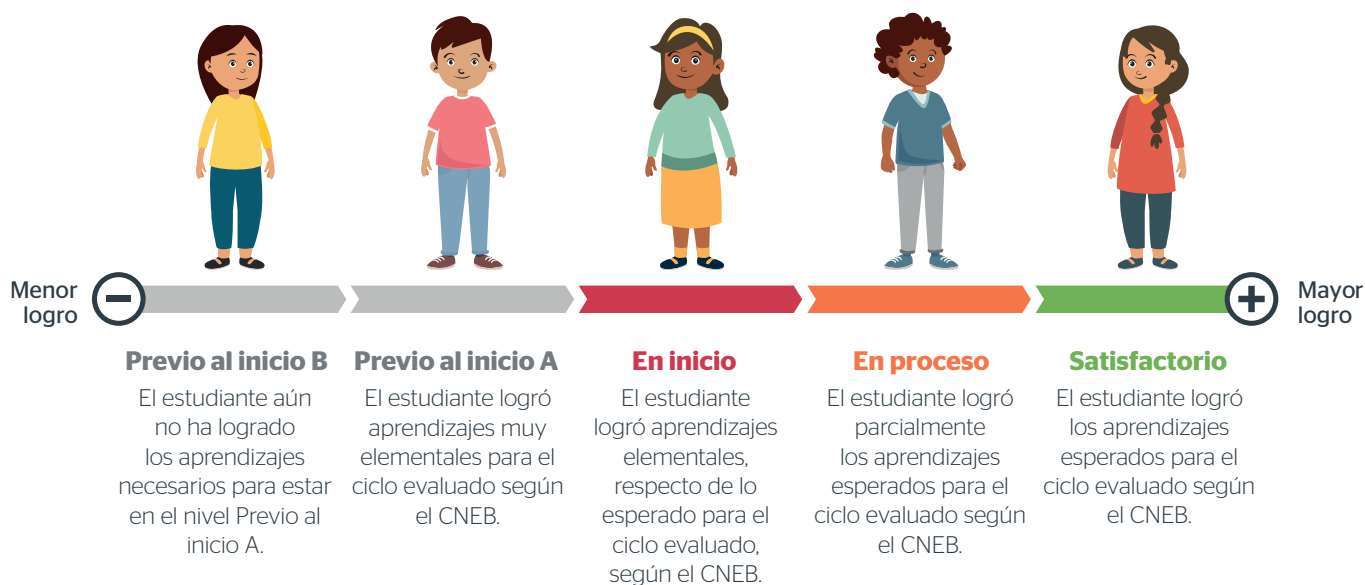 Menor
logro
Mayor
logro
Previo al inicio B
El estudiante aún
no ha logrado
los aprendizajes
necesarios para estar
en el nivel Previo al
inicio A.
Previo al inicio A
El estudiante logró
aprendizajes muy
elementales para el
ciclo evaluado según
el CNEB.
En inicio
El estudiante
logró aprendizajes
elementales,
respecto de lo
esperado para el
ciclo evaluado,
según el CNEB.
En proceso
El estudiante logró
parcialmente
los aprendizajes
esperados para el
ciclo evaluado según
el CNEB.
Satisfactorio
El estudiante logró
los aprendizajes
esperados para el
ciclo evaluado según
el CNEB.